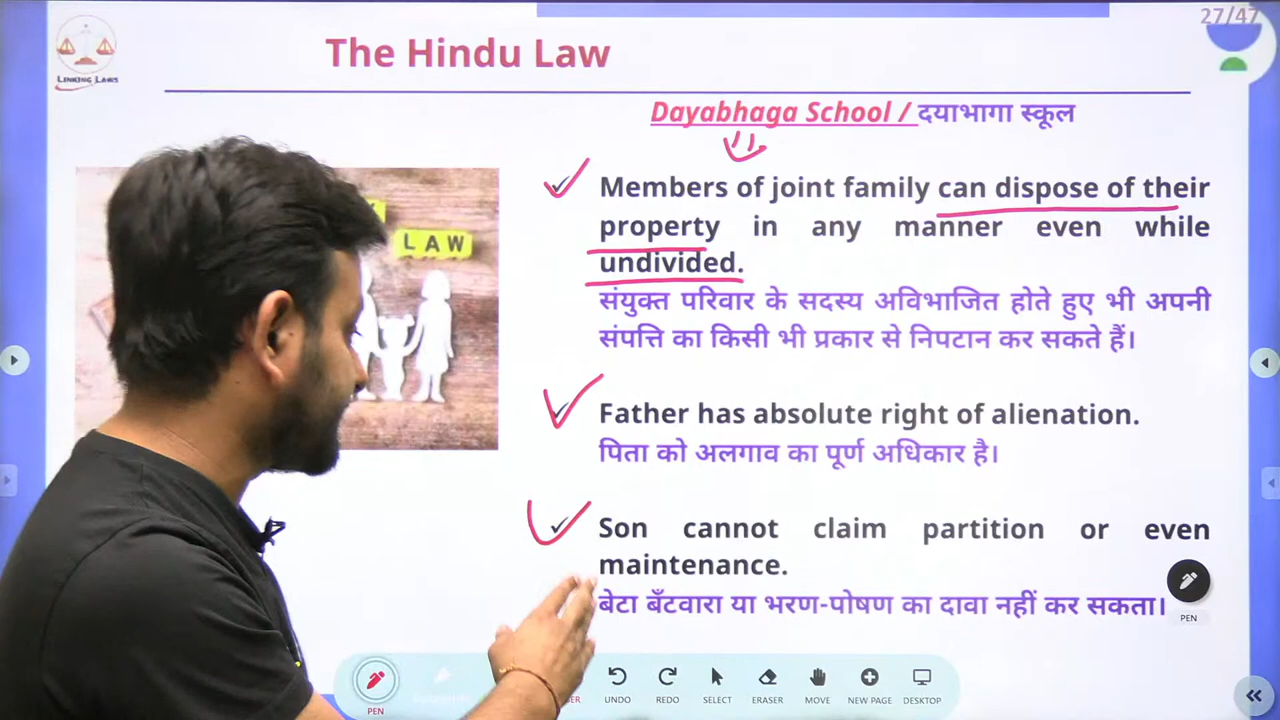 27/47
LINKING LAWS
The Hindu Law
Dayabhaga School / दयाभागा स्कूल
LAW
Members of joint family can dispose of their
property in any manner even while
undivided.
संयुक्त परिवार के सदस्य अविभाजित होते हुए भी अपनी
संपत्ति का किसी भी प्रकार से निपटान कर सकते हैं।
Father has absolute right of alienation.
पिता को अलगाव का पूर्ण अधिकार है।
Son cannot claim partition or even
maintenance.
बेटा बँटवारा या भरण-पोषण का दावा नहीं कर सकता।
PEN
PEN UNDO REDO SELECT ERASER MOVE NEW PAGE DESKTOP